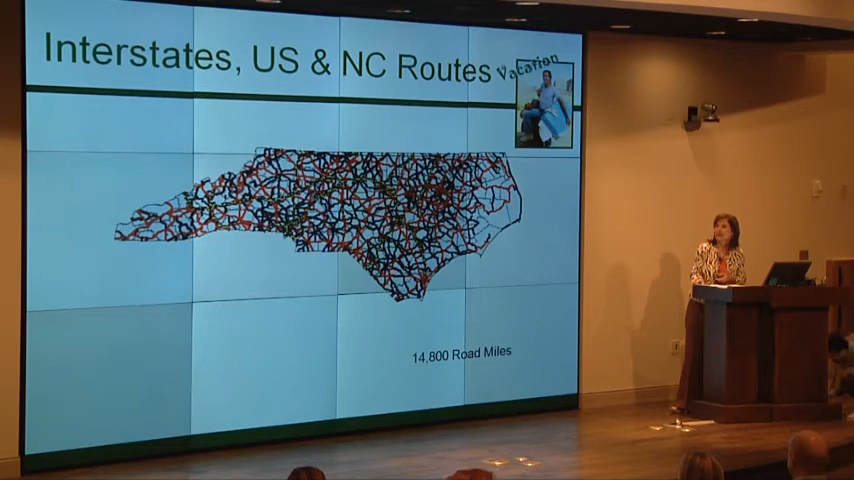 Interstates, US & NC Routes
Vacation
14,800 Road Miles